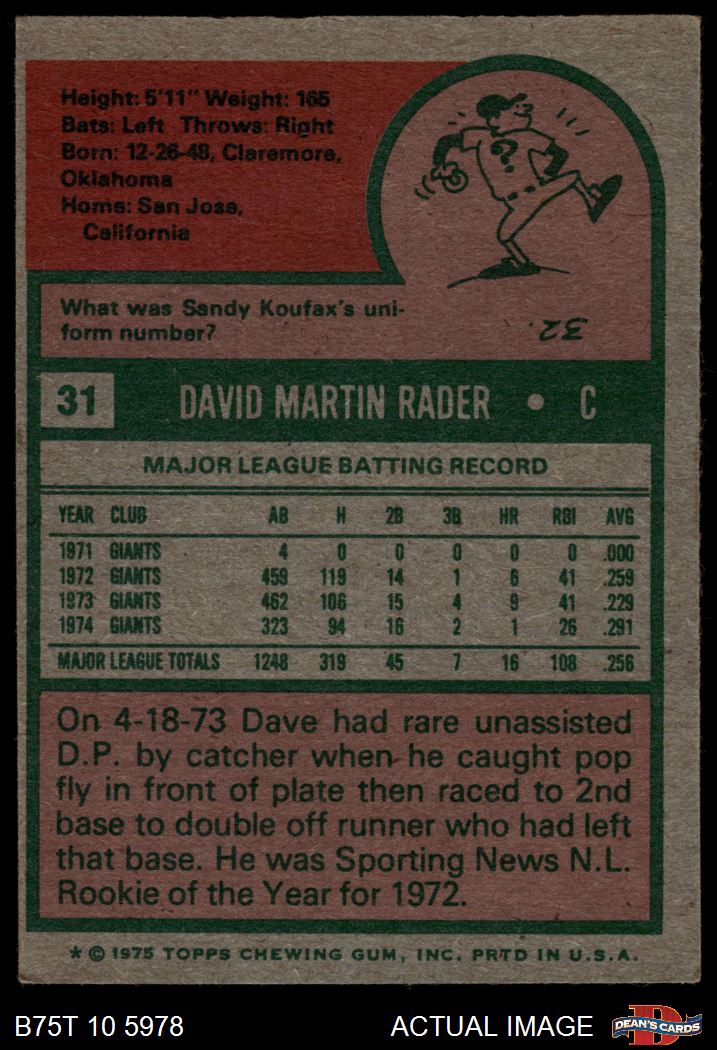 Height: 5'11" Weight: 165
Bats: Left Throws: Right
Born: 12-26-48, Claremore,
Oklahoma
Home: San Jose,
California
?
What was Sandy Koufax's uni-
form number?
32.
31 DAVID MARTIN RADER • C
MAJOR LEAGUE BATTING RECORD
YEAR CLUB AB H 2B 3B HR RBI AVG
1971 GIANTS 4 0 0 0 0 0 .000
1972 GIANTS 459 119 14 1 6 41 .259
1973 GIANTS 462 106 15 4 9 41 .229
1974 GIANTS 323 94 16 2 1 26 .291
MAJOR LEAGUE TOTALS 1248 319 45 7 16 108 .256
On 4-18-73 Dave had rare unassisted
D.P. by catcher when he caught pop
fly in front of plate then raced to 2nd
base to double off runner who had left
that base. He was Sporting News N.L.
Rookie of the Year for 1972.
* © 1975 TOPPS CHEWING GUM, INC. PRTD IN U.S.A.
B75T 10 5978 ACTUAL IMAGE DEAN'S CARDS